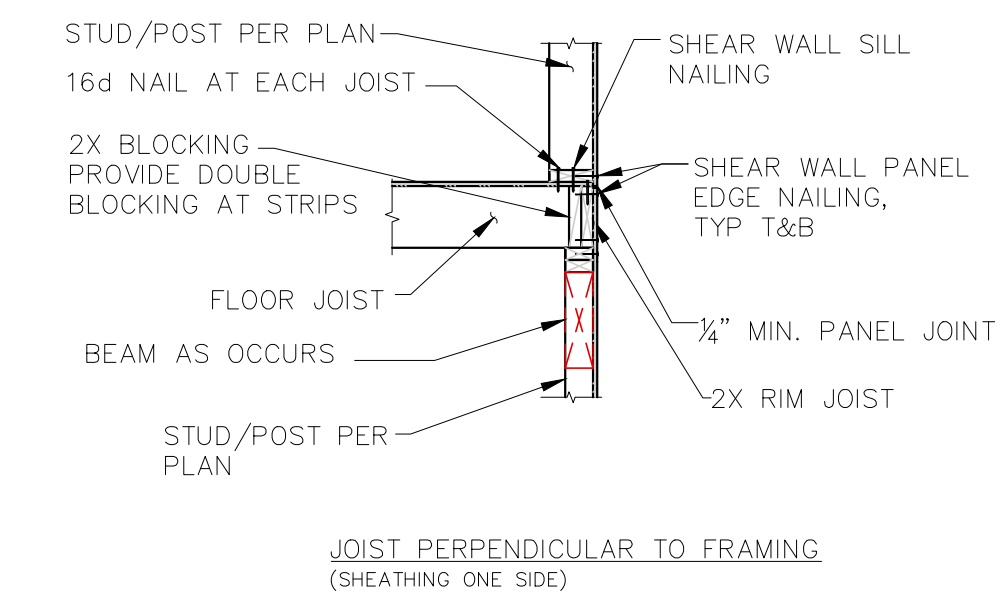 STUD/POST PER PLAN
16d NAIL AT EACH JOIST
2X BLOCKING
PROVIDE DOUBLE
BLOCKING AT STRIPS
FLOOR JOIST
BEAM AS OCCURS
STUD/POST PER
PLAN
SHEAR WALL SILL
NAILING
SHEAR WALL PANEL
EDGE NAILING,
TYP T&B
¼” MIN. PANEL JOINT
2X RIM JOIST
JOIST PERPENDICULAR TO FRAMING
(SHEATHING ONE SIDE)